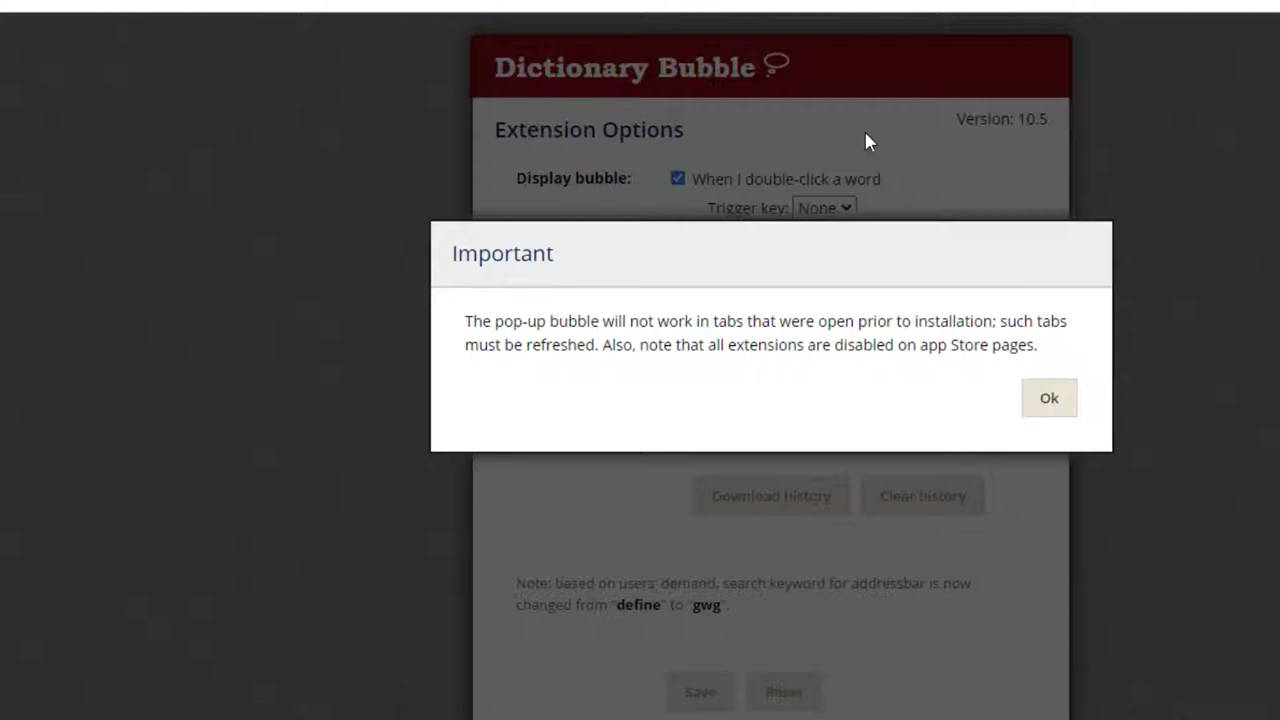 Dictionary Bubble
Extension Options
Version: 10.5
Display bubble:
When I double-click a word
Trigger key: None
Important
The pop-up bubble will not work in tabs that were open prior to installation; such tabs
must be refreshed. Also, note that all extensions are disabled on app Store pages.
Ok
Download history
Clear history
Note: based on users' demand, search keyword for addressbar is now
changed from "define" to "gwg".
Save
Reset